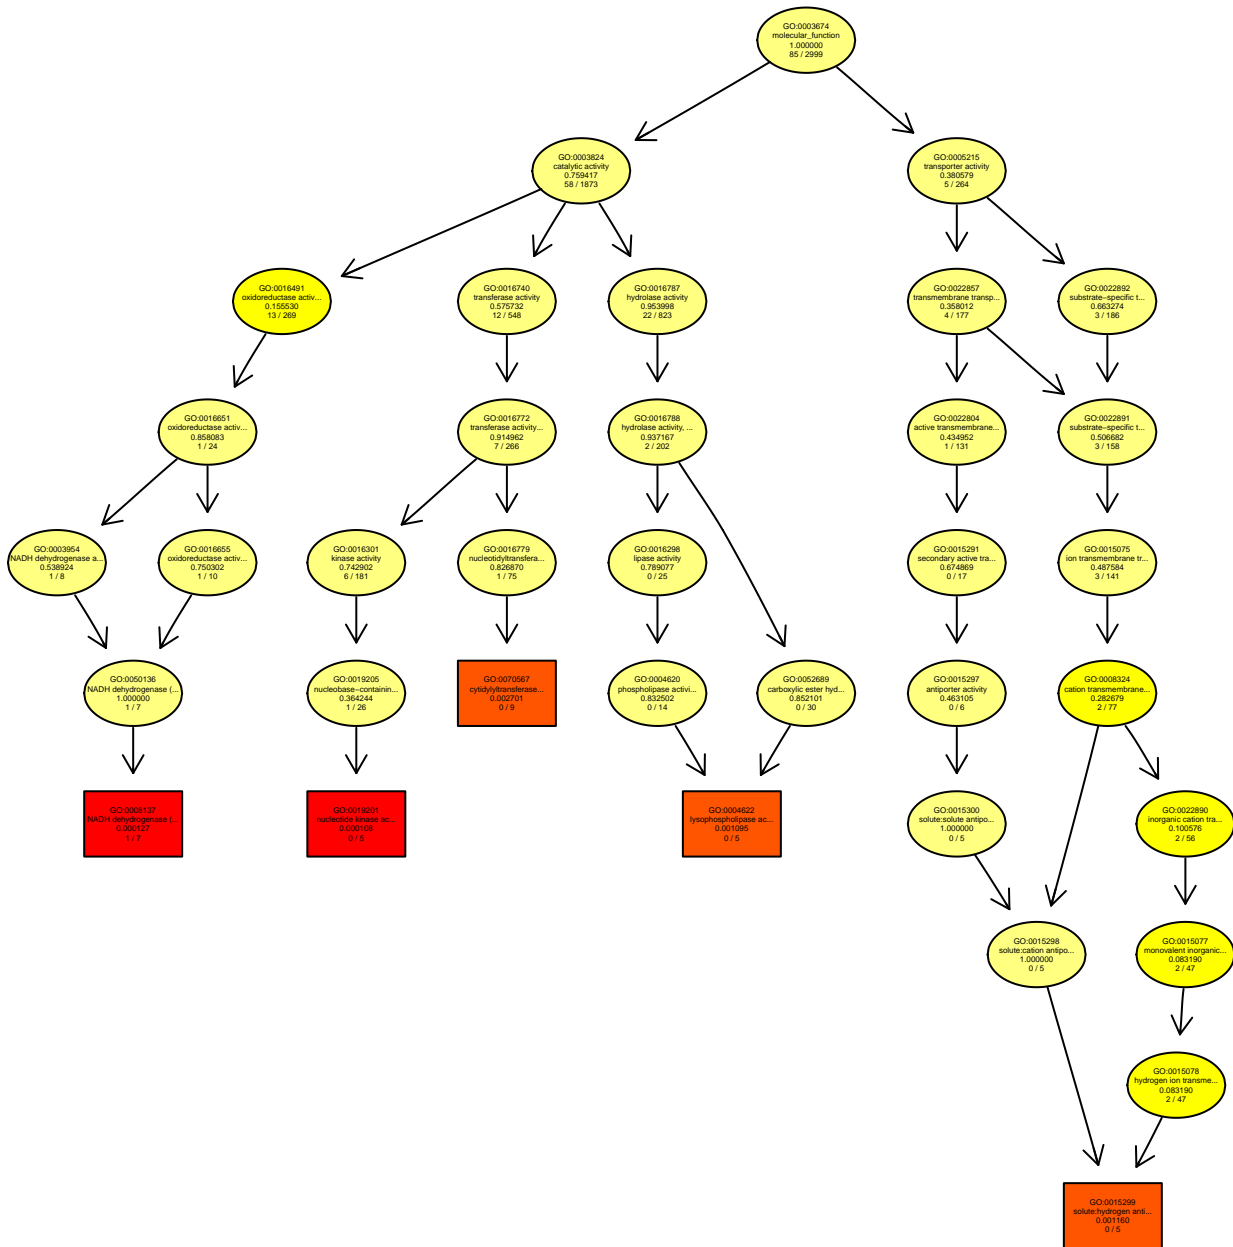 GO:0003674
molecular_function
1.000000
85 / 2999
GO:0003824
catalytic activity
0.759417
58 / 1873
GO:0005215
transporter activity
0.380579
5 / 264
GO:0016491
oxidoreductase activ...
0.155530
13 / 269
GO:0016740
transferase activity
0.575732
12 / 548
GO:0016787
hydrolase activity
0.953998
22 / 823
GO:0022857
transmembrane transp...
0.358012
4 / 177
GO:0022892
substrate−specific t...
0.663274
3 / 186
GO:0016651
oxidoreductase activ...
0.858083
1 / 24
GO:0016772
transferase activity...
0.914962
7 / 266
GO:0016788
hydrolase activity, ...
0.937167
2 / 202
GO:0022804
active transmembrane...
0.434952
1 / 131
GO:0022891
substrate−specific t...
0.506682
3 / 158
GO:0003954
NADH dehydrogenase a...
0.538924
1 / 8
GO:0016655
oxidoreductase activ...
0.750302
1 / 10
GO:0016301
kinase activity
0.742902
6 / 181
GO:0016779
nucleotidyltransfera...
0.826870
1 / 75
GO:0016298
lipase activity
0.789077
0 / 25
GO:0015291
secondary active tra...
0.674869
0 / 17
GO:0015075
ion transmembrane tr...
0.487584
3 / 141
GO:0050136
NADH dehydrogenase (...
1.000000
1 / 7
GO:0019205
nucleobase−containin...
0.364244
1 / 26
GO:0070567
cytidylyltransferase...
0.002701
0 / 9
GO:0004620
phospholipase activi...
0.832502
0 / 14
GO:0052689
carboxylic ester hyd...
0.852101
0 / 30
GO:0015297
antiporter activity
0.463105
0 / 6
GO:0008324
cation transmembrane...
0.282679
2 / 77
GO:0008137
NADH dehydrogenase (...
0.000127
1 / 7
GO:0019201
nucleotide kinase ac...
0.000108
0 / 5
GO:0004622
lysophospholipase ac...
0.001095
0 / 5
GO:0015300
solute:solute antipo...
1.000000
0 / 5
GO:0022890
inorganic cation tra...
0.100576
2 / 56
GO:0015298
solute:cation antipo...
1.000000
0 / 5
GO:0015077
monovalent inorganic...
0.083190
2 / 47
GO:0015078
hydrogen ion transme...
0.083190
2 / 47
GO:0015299
solute:hydrogen anti...
0.001160
0 / 5